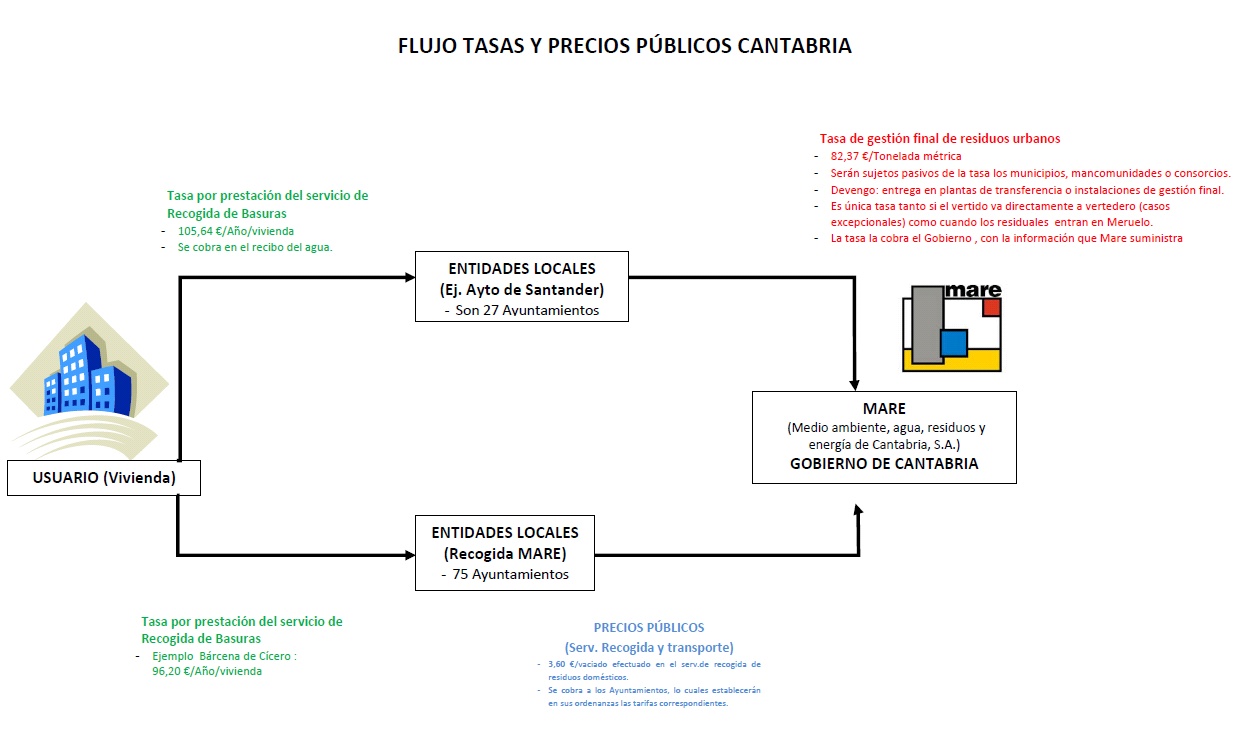 FLUJO TASAS Y PRECIOS PÚBLICOS CANTABRIA
Tasa de gestión final de residuos urbanos
- 82,37 €/Tonelada métrica
- Serán sujetos pasivos de la tasa los municipios, mancomunidades o consorcios.
- Devengo: entrega en plantas de transferencia o instalaciones de gestión final.
- Es única tasa tanto si el vertido va directamente a vertedero (casos
excepcionales) como cuando los residuales entran en Meruelo.
- La tasa la cobra el Gobierno , con la información que Mare suministra
Tasa por prestación del servicio de
Recogida de Basuras
- 105,64 €/Año/vivienda
- Se cobra en el recibo del agua.
ENTIDADES LOCALES
(Ej. Ayto de Santander)
- Son 27 Ayuntamientos
mare
MARE
(Medio ambiente, agua, residuos y
energía de Cantabria, S.A.)
GOBIERNO DE CANTABRIA
USUARIO (Vivienda)
ENTIDADES LOCALES
(Recogida MARE)
- 75 Ayuntamientos
Tasa por prestación del servicio de
Recogida de Basuras
- Ejemplo Bárcena de Cícero :
96,20 €/Año/vivienda
PRECIOS PÚBLICOS
(Serv. Recogida y transporte)
- 3,60 €/vaciado efectuado en el serv.de recogida de
residuos domésticos.
- Se cobra a los Ayuntamientos, lo cuales establecerán
en sus ordenanzas las tarifas correspondientes.